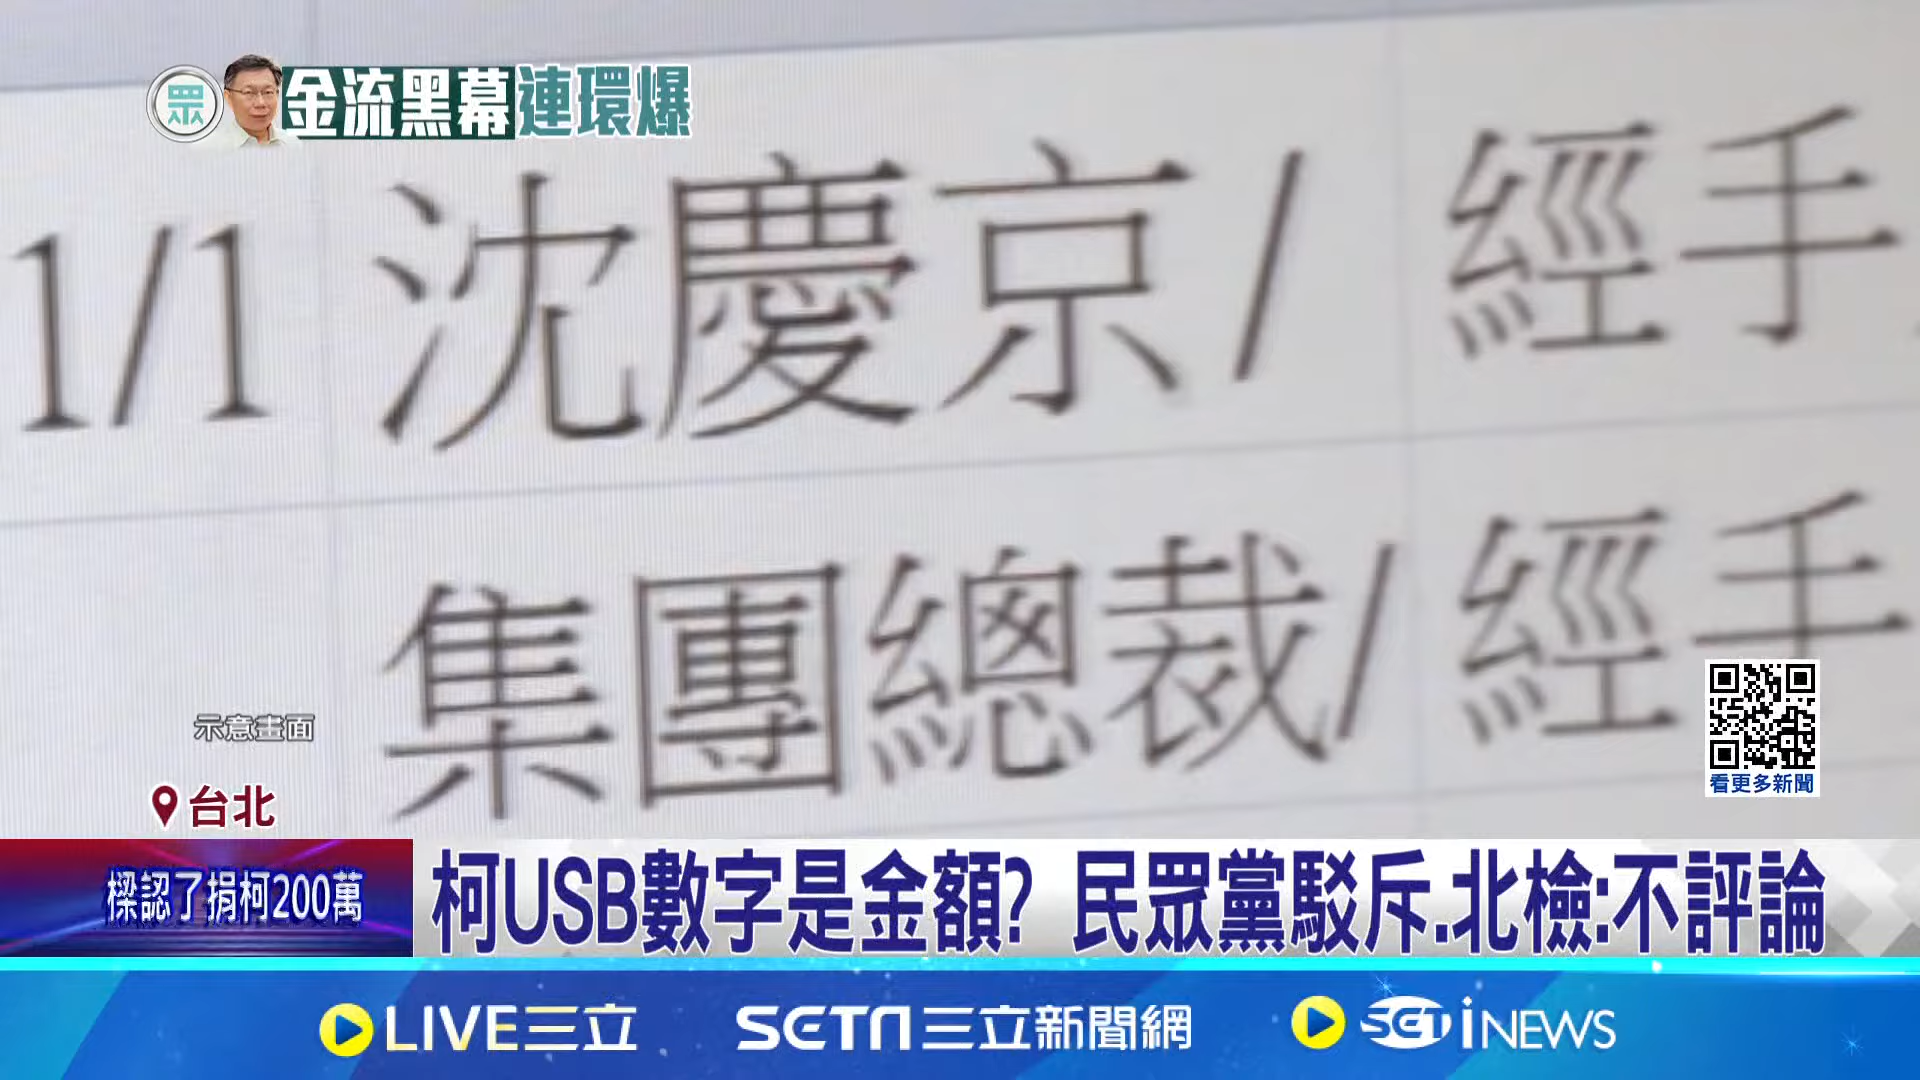 眾 金流黑幕連環爆
1/1 沈慶京/ 經手
集團總裁/ 經手
示意畫面
台北
看更多新聞
樑認了捐柯200萬
柯USB數字是金額? 民眾黨駁斥.北檢:不評論
LIVE三立
SETN三立新聞網
SETiNEWS